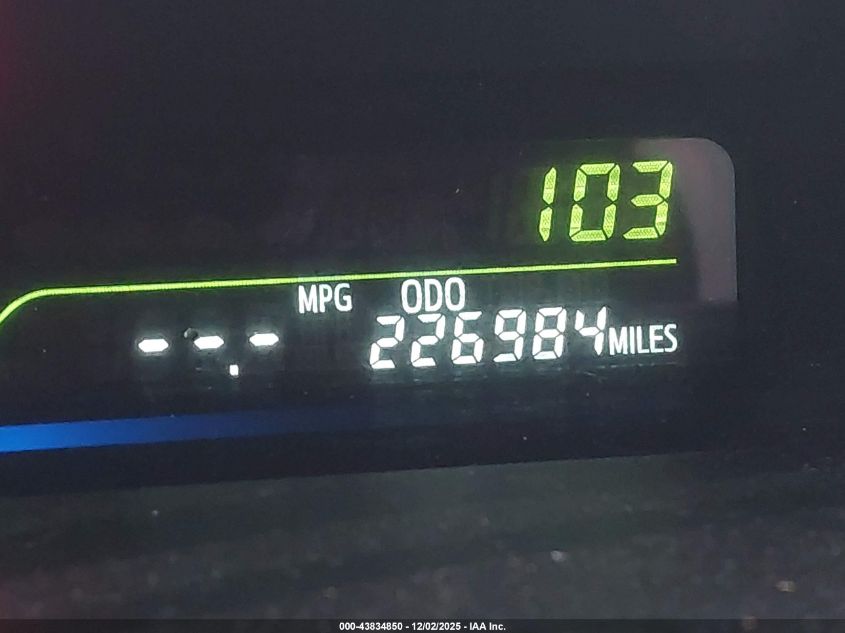 103
MPG ODO
--.- 226984 MILES
000-43834850 - 12/02/2025 - IAA Inc.